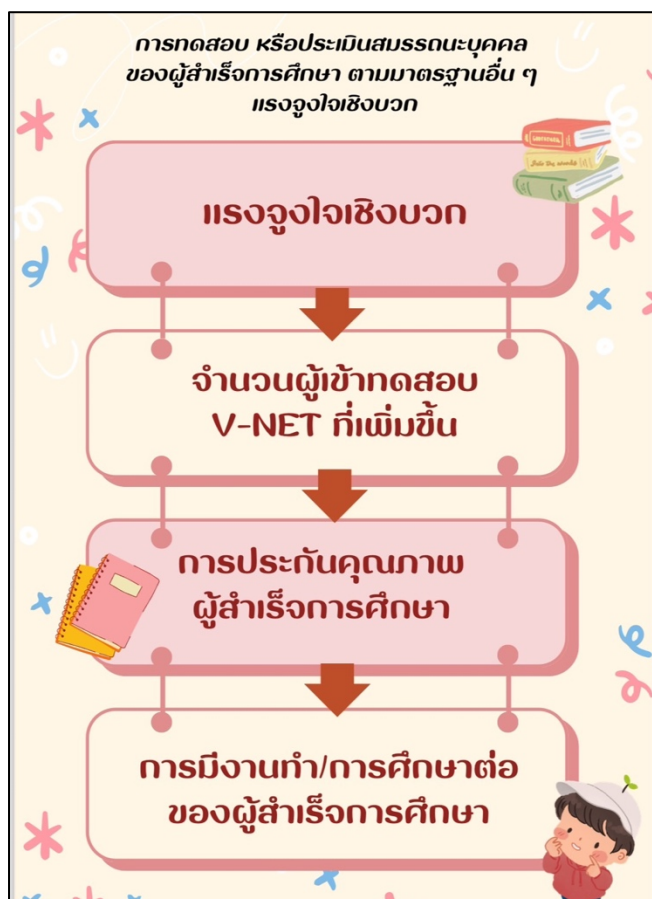 การทดสอบ หรือประเมินสมรรถนะบุคคล
ของผู้สำเร็จการศึกษา ตามมาตรฐานอื่น ๆ
แรงจูงใจเชิงบวก
แรงจูงใจเชิงบวก
จำนวนผู้เข้าทดสอบ
V-NET ที่เพิ่มขึ้น
การประกันคุณภาพ
ผู้สำเร็จการศึกษา
การมีงานทำ/การศึกษาต่อ
ของผู้สำเร็จการศึกษา